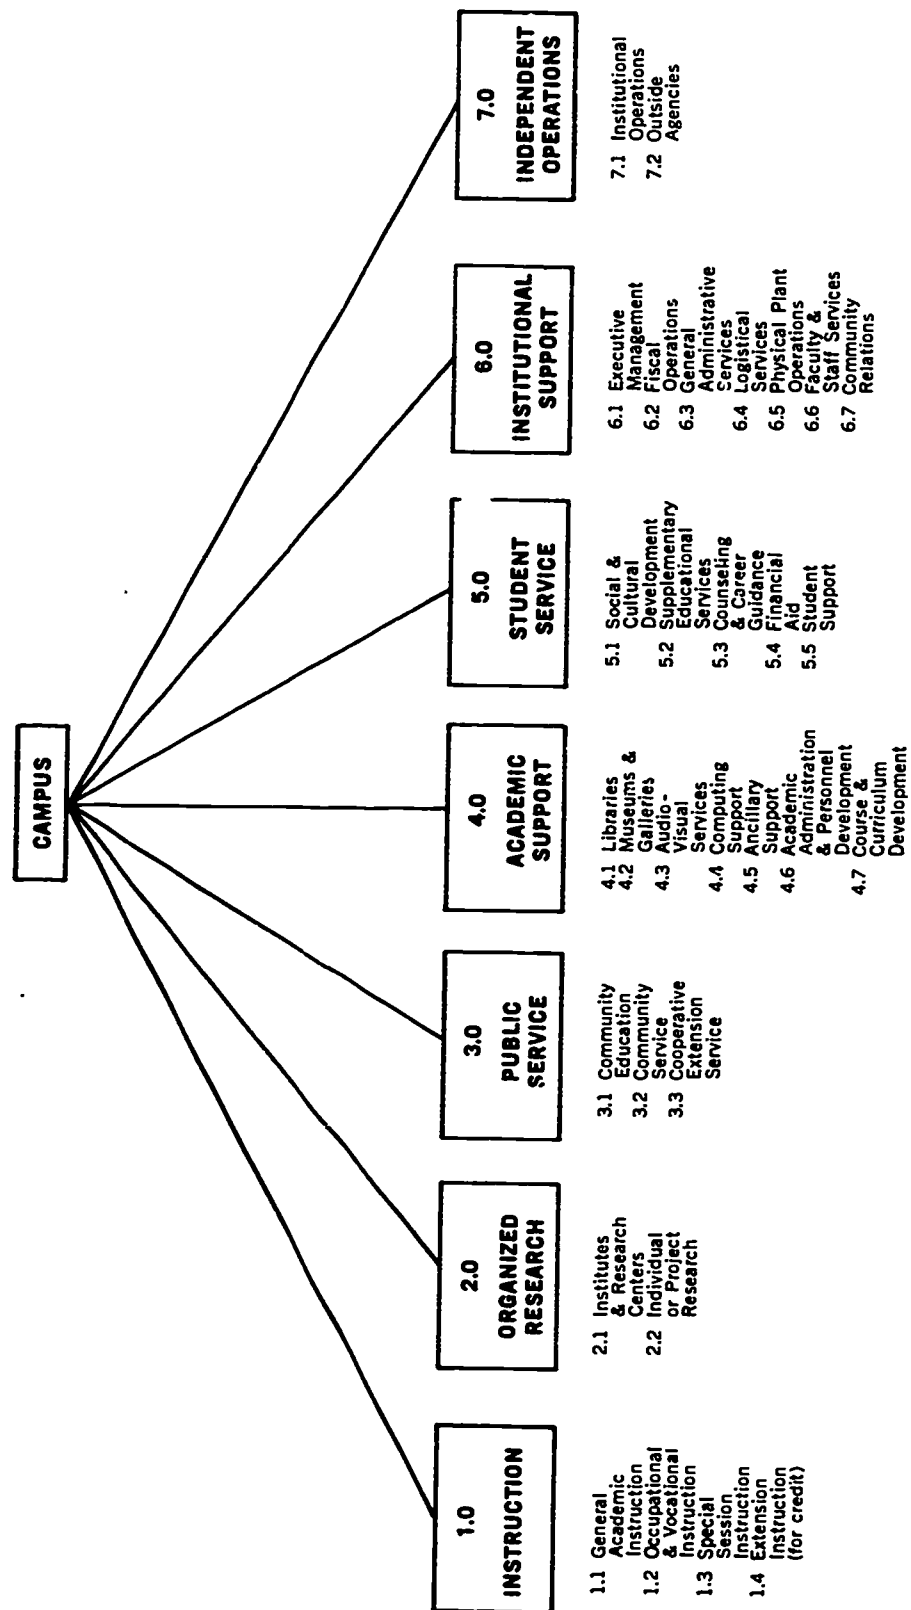 CAMPUS
1.0
INSTRUCTION
1.1 General
Academic
Instruction
1.2 Occupational
& Vocational
Instruction
1.3 Special
Session
Instruction
1.4 Extension
Instruction
(for credit)
2.0
ORGANIZED
RESEARCH
2.1 Institutes
& Research
Centers
2.2 Individual
or Project
Research
3.0
PUBLIC
SERVICE
3.1 Community
Education
3.2 Community
Service
3.3 Cooperative
Extension
Service
4.0
ACADEMIC
SUPPORT
4.1 Libraries
4.2 Museums &
Galleries
4.3 Audio-
Visual
Services
4.4 Computing
Support
4.5 Ancillary
Support
4.6 Academic
Administration
& Personnel
Development
4.7 Course &
Curriculum
Development
5.0
STUDENT
SERVICE
5.1 Social &
Cultural
Development
5.2 Supplementary
Educational
Services
5.3 Counseling
& Career
Guidance
5.4 Financial
Aid
5.5 Student
Support
6.0
INSTITUTIONAL
SUPPORT
6.1 Executive
Management
6.2 Fiscal
Operations
6.3 General
Administrative
Services
6.4 Logistical
Services
6.5 Physical Plant
Operations
6.6 Faculty &
Staff Services
6.7 Community
Relations
7.0
INDEPENDENT
OPERATIONS
7.1 Institutional
Operations
7.2 Outside
Agencies